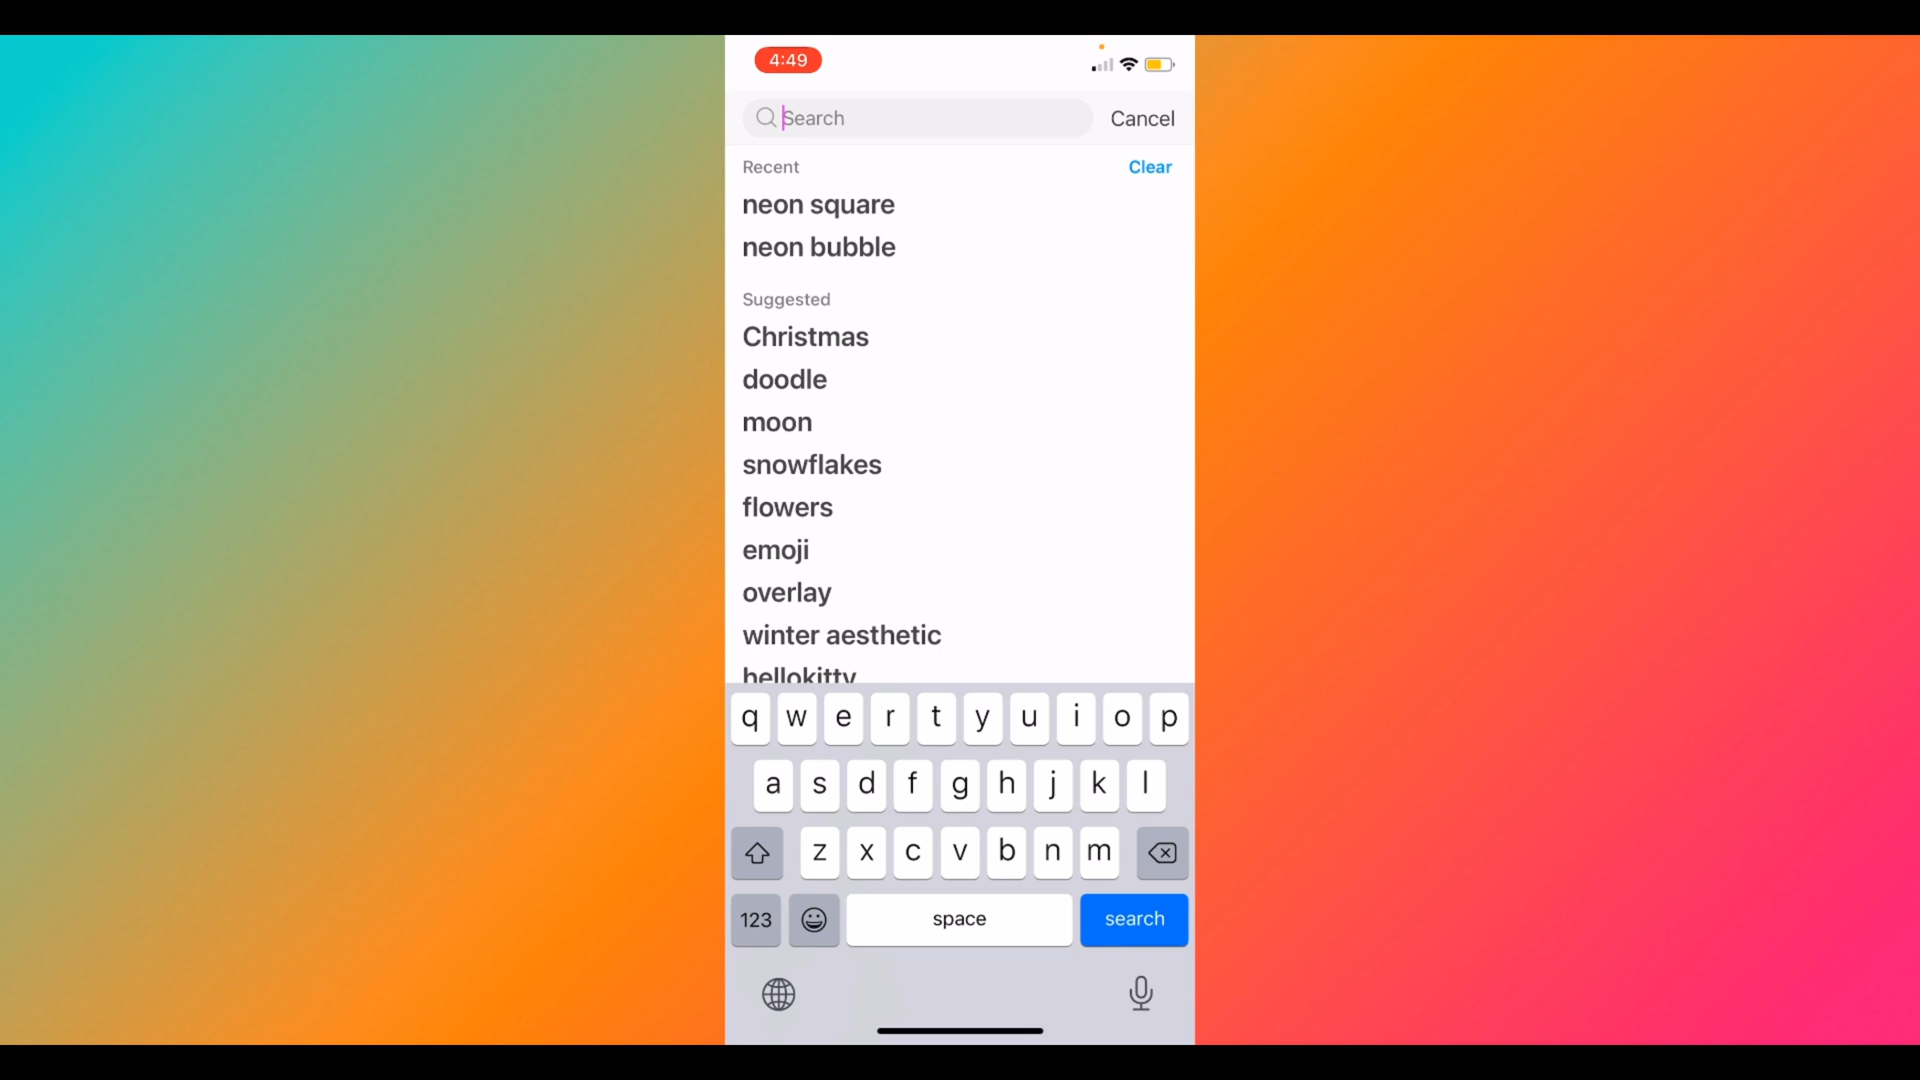 4:49
Search
Cancel
Recent
Clear
neon square
neon bubble
Suggested
Christmas
doodle
moon
snowflakes
flowers
emoji
overlay
winter aesthetic
hellokitty
q w e r t y u i o p
a s d f g h j k l
z x c v b n m
123
space
search